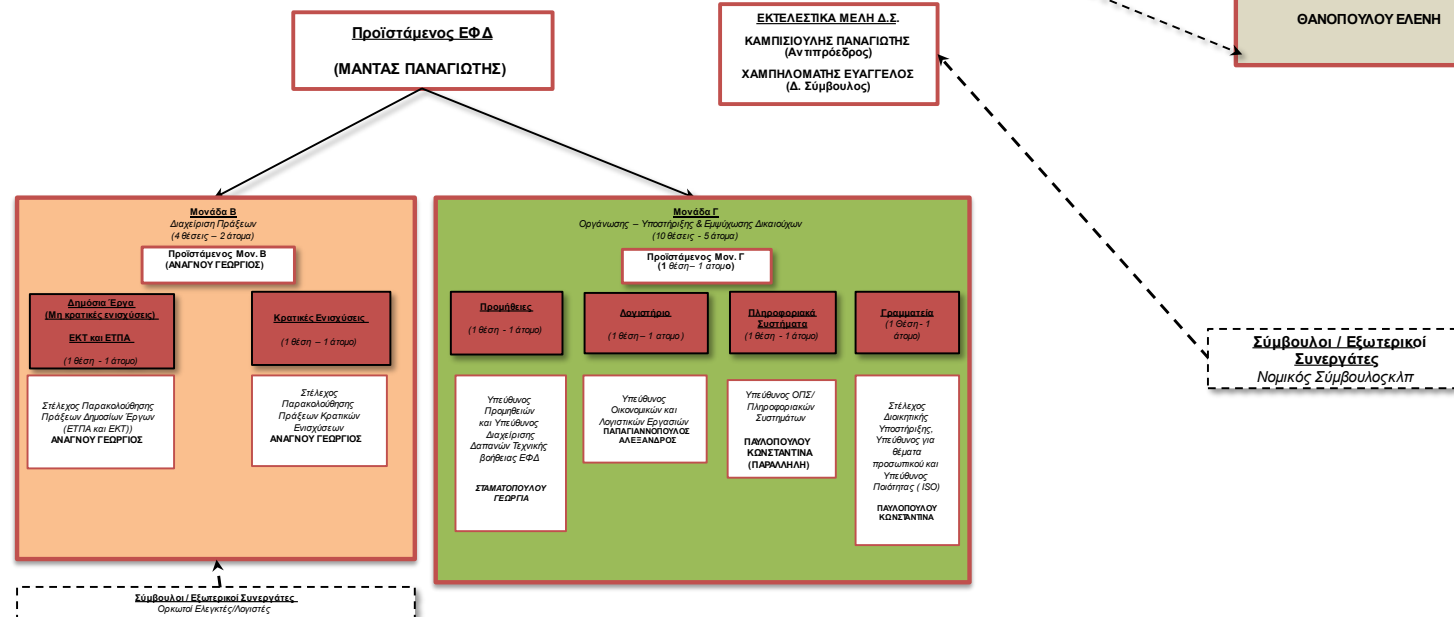 Προϊστάμενος ΕΦΔ
(ΜΑΝΤΑΣ ΠΑΝΑΓΙΩΤΗΣ)
ΕΚΤΕΛΕΣΤΙΚΑ ΜΕΛΗ Δ.Σ.
ΚΑΜΠΙΣΙΟΥΛΗΣ ΠΑΝΑΓΙΩΤΗΣ
(Αντιπρόεδρος)
ΧΑΜΠΗΛΟΜΑΤΗΣ ΕΥΑΓΓΕΛΟΣ
(Δ. Σύμβουλος)
ΘΑΝΟΠΟΥΛΟΥ ΕΛΕΝΗ
Μονάδα Β
Διαχείριση Πράξεων
(4 θέσεις – 2 άτομα)
Προϊστάμενος Μον. Β
(ΑΝΑΓΝΟΥ ΓΕΩΡΓΙΟΣ)
Δημόσια Έργα
(Μη κρατικές ενισχύσεις)
ΕΚΤ και ΕΤΠΑ
(1 θέση - 1 άτομο)
Κρατικές Ενισχύσεις
(1 θέση – 1 άτομο)
Στέλεχος Παρακολούθησης
Πράξεων Δημοσίων Έργων
(ΕΤΠΑ και ΕΚΤ))
ΑΝΑΓΝΟΥ ΓΕΩΡΓΙΟΣ
Στέλεχος
Παρακολούθησης
Πράξεων Κρατικών
Ενισχύσεων
ΑΝΑΓΝΟΥ ΓΕΩΡΓΙΟΣ
Μονάδα Γ
Οργάνωσης – Υποστήριξης & Εμψύχωσης Δικαιούχων
(10 θέσεις - 5 άτομα)
Προϊστάμενος Μον. Γ
(1 θέση– 1 άτομο)
Προμήθειες
(1 θέση - 1 άτομο)
Λογιστήριο
(1 θέση – 1 άτομο)
Πληροφοριακά
Συστήματα
(1 θέση - 1 άτομο)
Γραμματεία
(1 Θέση - 1
άτομο)
Υπεύθυνος
Προμηθειών
και Υπεύθυνος
Διαχείρισης
Δαπανών Τεχνικής
βοήθειας ΕΦΔ
ΣΤΑΜΑΤΟΠΟΥΛΟΥ
ΓΕΩΡΓΙΑ
Υπεύθυνος
Οικονομικών και
Λογιστικών Εργασιών
ΠΑΠΑΓΙΑΝΝΟΠΟΥΛΟΣ
ΑΛΕΞΑΝΔΡΟΣ
Υπεύθυνος ΟΠΣ/
Πληροφοριακών
Συστημάτων
ΠΑΥΛΟΠΟΥΛΟΥ
ΚΩΝΣΤΑΝΤΙΝΑ
(ΠΑΡΑΛΛΗΛΗ)
Στέλεχος
Διοικητικής
Υποστήριξης,
Υπεύθυνος για
θέματα
προσωπικού και
Υπεύθυνος
Ποιότητας ( ISO)
ΠΑΥΛΟΠΟΥΛΟΥ
ΚΩΝΣΤΑΝΤΙΝΑ
Σύμβουλοι / Εξωτερικοί
Συνεργάτες
Νομικός Σύμβουλοςκλπ
Σύμβουλοι / Εξωτερικοί Συνεργάτες
Ορκωτοί Ελεγκτές/Λογιστές